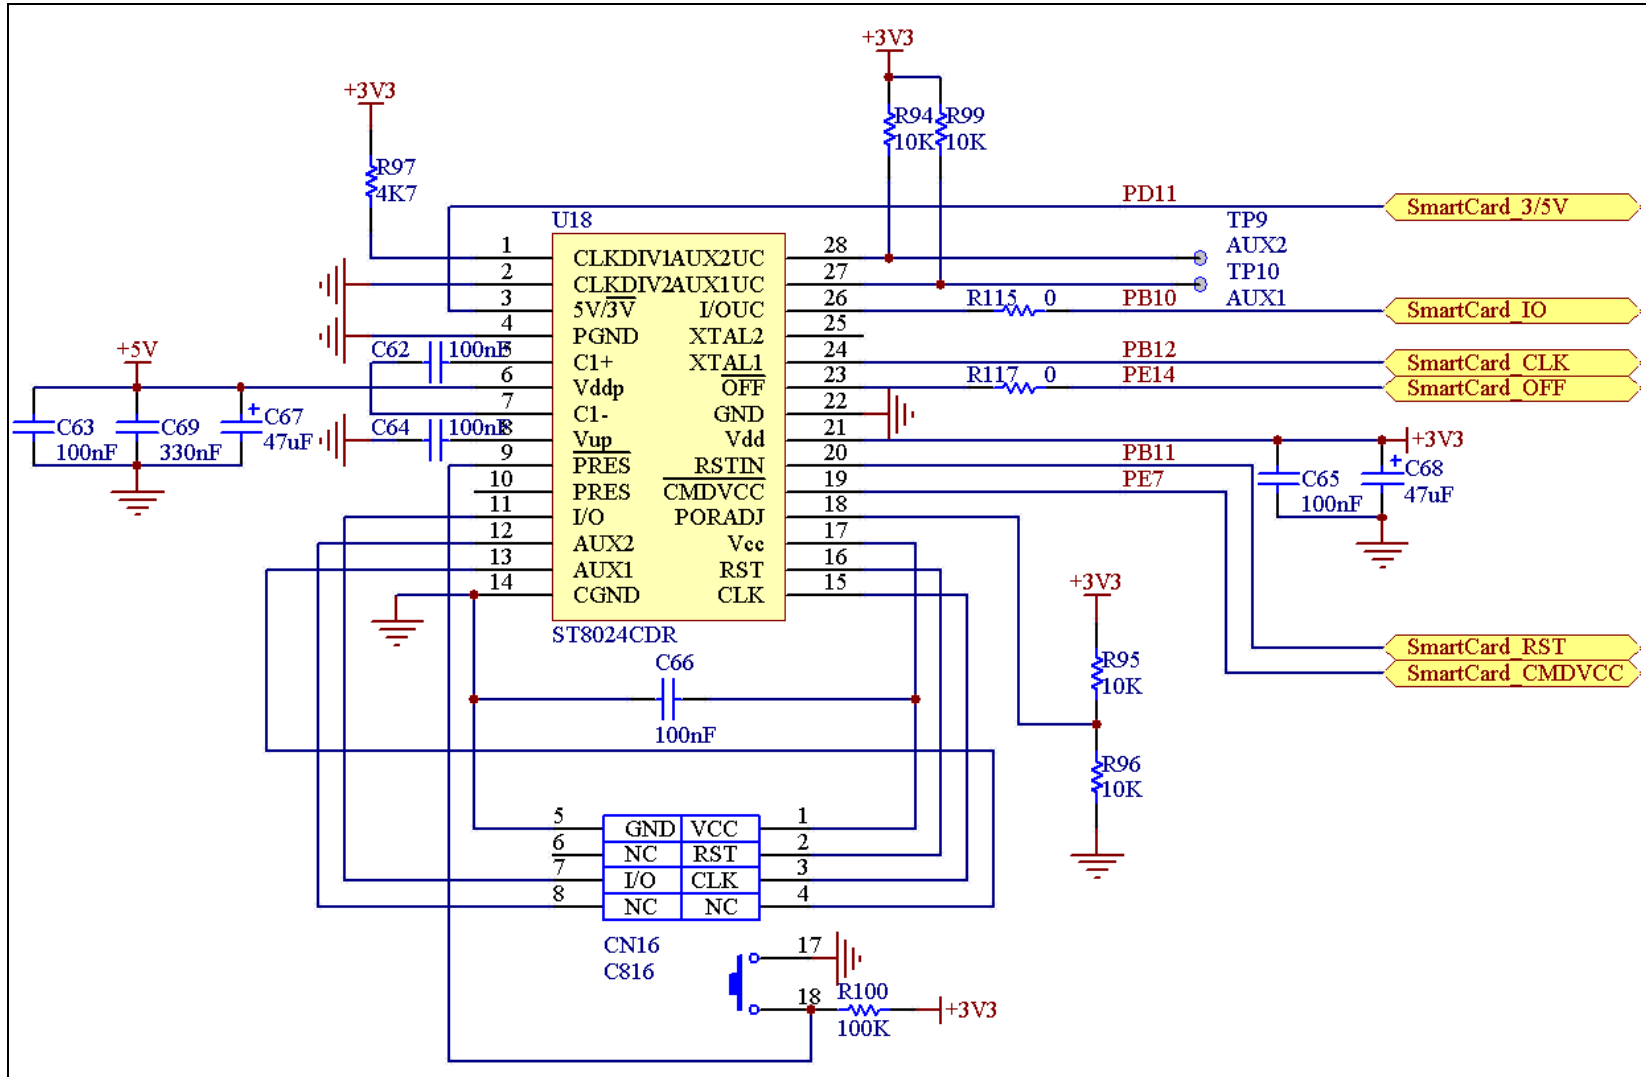 +3V3
+3V3
R94 R99
10K 10K
R97
4K7
PD11
SmartCard_3/5V
U18
TP9
AUX2
TP10
AUX1
1 CLKDIV1 AUX2UC 28
2 CLKDIV2 AUX1UC 27
3 5V/3V I/OUC 26
R115 0 PB10 SmartCard_IO
4 PGND XTAL2 25
C62 100nF
5 C1+ XTAL1 24
PB12 SmartCard_CLK
+5V
6 Vddp OFF 23
R117 0 PE14 SmartCard_OFF
7 C1- GND 22
C63 100nF
C69 330nF
+ C67 47uF
C64 100nF
8 Vup Vdd 21
+3V3
9 PRES RSTIN 20
PB11
10 PRES CMDVCC 19
PE7
C65 100nF
+ C68 47uF
11 I/O PORADJ 18
12 AUX2 Vcc 17
13 AUX1 RST 16
14 CGND CLK 15
+3V3
ST8024CDR
SmartCard_RST
SmartCard_CMDVCC
C66
100nF
R95
10K
R96
10K
5 GND VCC 1
6 NC RST 2
7 I/O CLK 3
8 NC NC 4
CN16
C816
17
18
R100
100K
+3V3